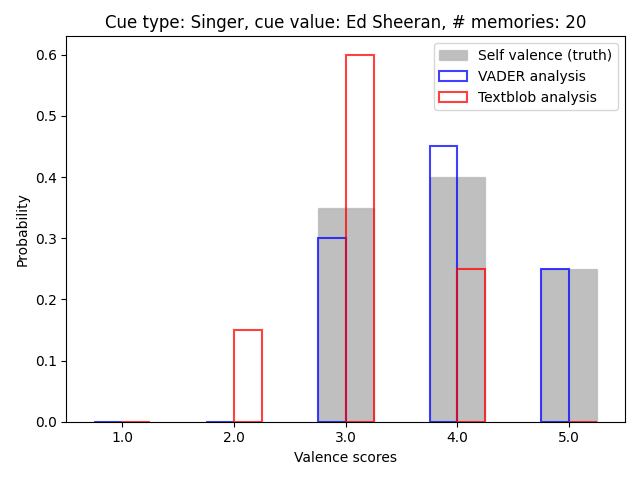 Cue type: Singer, cue value: Ed Sheeran, # memories: 20
Self valence (truth)
VADER analysis
Textblob analysis
0.6
0.5
0.4
0.3
0.2
0.1
0.0
Probability
1.0 2.0 3.0 4.0 5.0
Valence scores